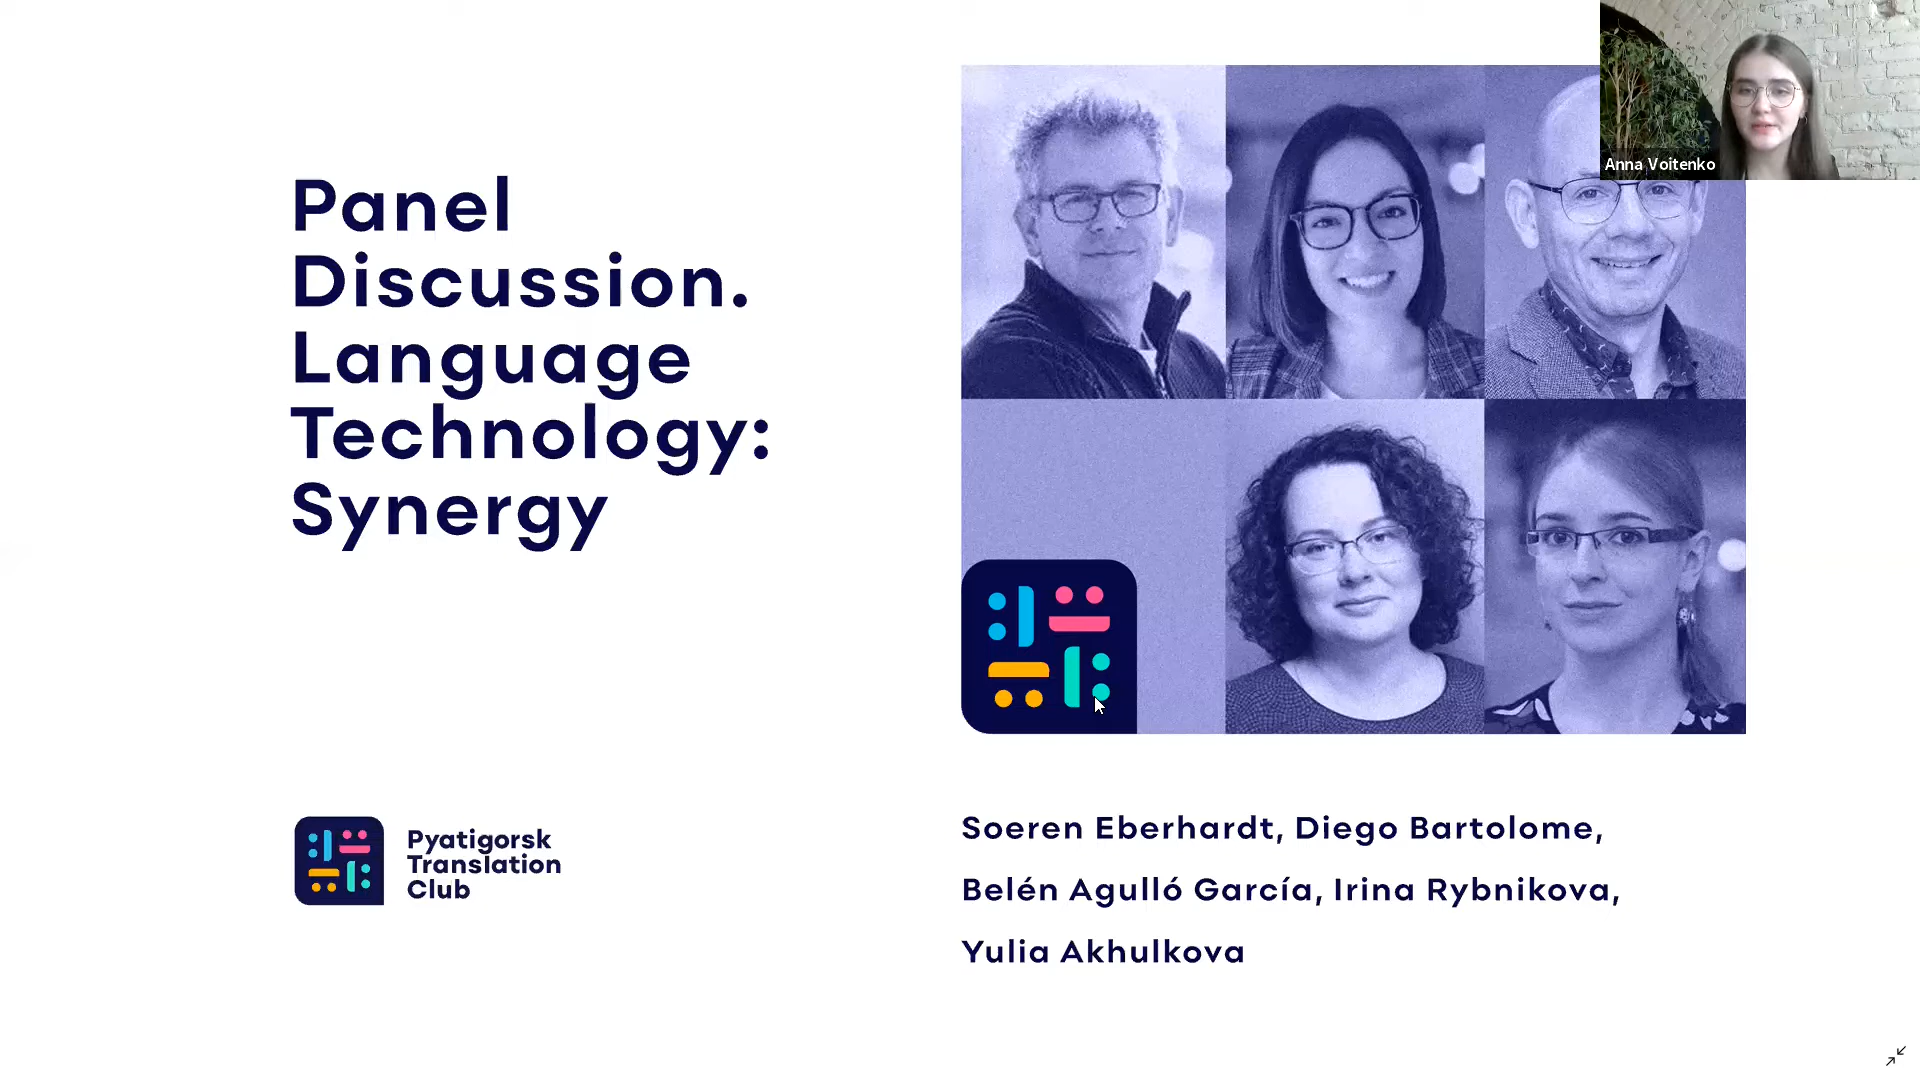 Panel
Discussion.
Language
Technology:
Synergy
Anna Voitenko
Pyatigorsk
Translation
Club
Soeren Eberhardt, Diego Bartolome,
Belén Agulló García, Irina Rybnikova,
Yulia Akhulkova